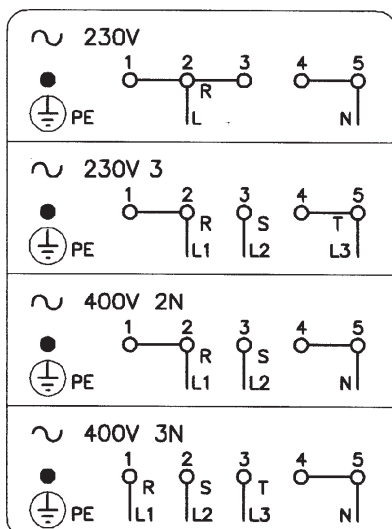 ∼ 230V
1 2 3 4 5
R
PE L N
∼ 230V 3
1 2 3 4 5
R S T
PE L1 L2 L3
∼ 400V 2N
1 2 3 4 5
R S
PE L1 L2 N
∼ 400V 3N
1 2 3 4 5
R S T
PE L1 L2 L3 N